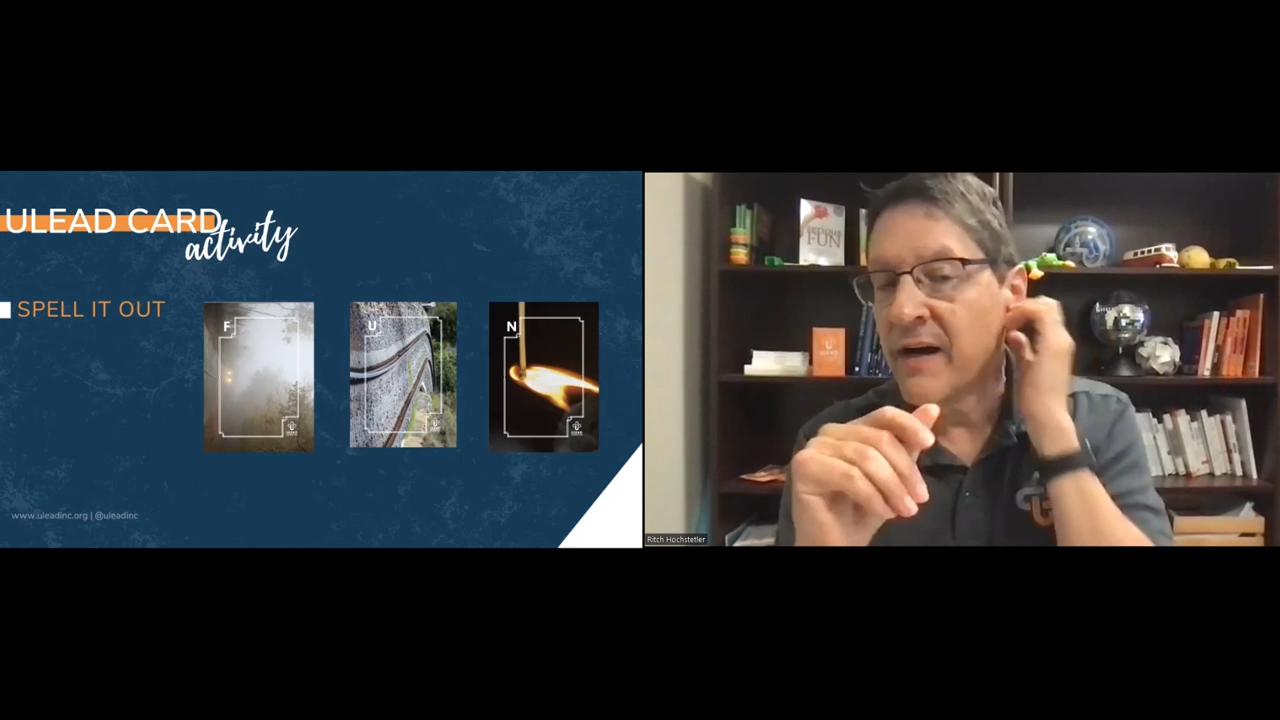 ULEAD CARD
activity
SPELL IT OUT
F
U
N
www.uleadinc.org | @uleadinc
FUN
Ritch Hochstetler